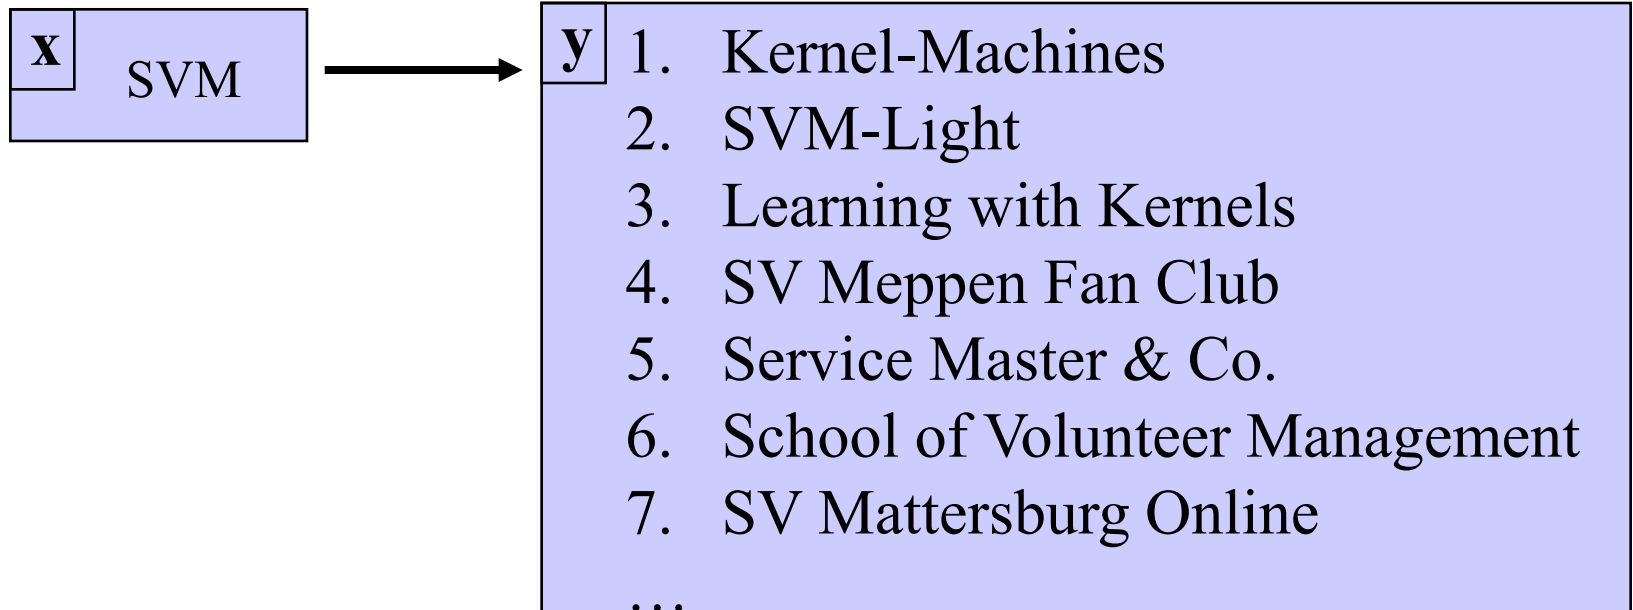 x
SVM
y
1. Kernel-Machines
2. SVM-Light
3. Learning with Kernels
4. SV Meppen Fan Club
5. Service Master & Co.
6. School of Volunteer Management
7. SV Mattersburg Online
…